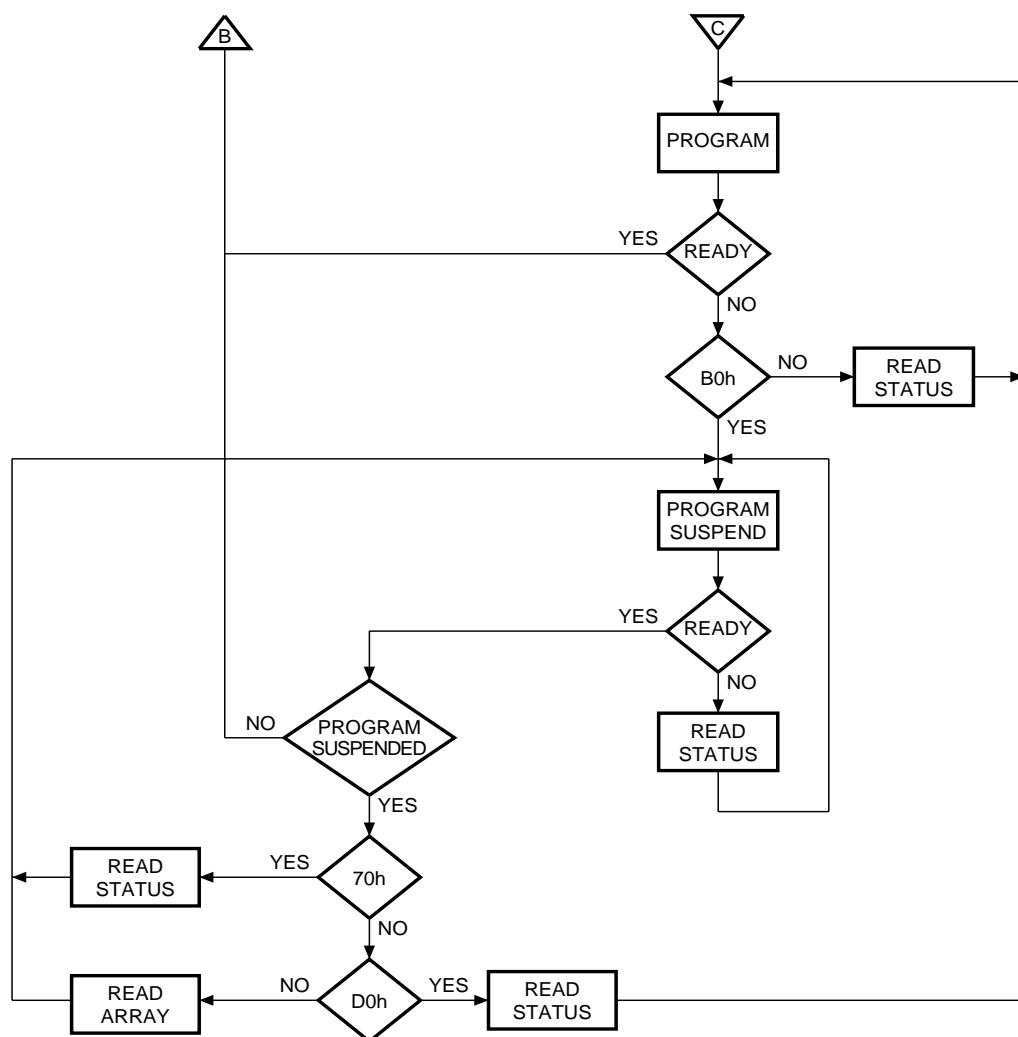 B
C
PROGRAM
YES
READY
NO
B0h
NO
READ
STATUS
YES
PROGRAM
SUSPEND
YES
READY
NO
NO
PROGRAM
SUSPENDED
READ
STATUS
YES
READ
STATUS
YES
70h
NO
READ
ARRAY
NO
D0h
YES
READ
STATUS